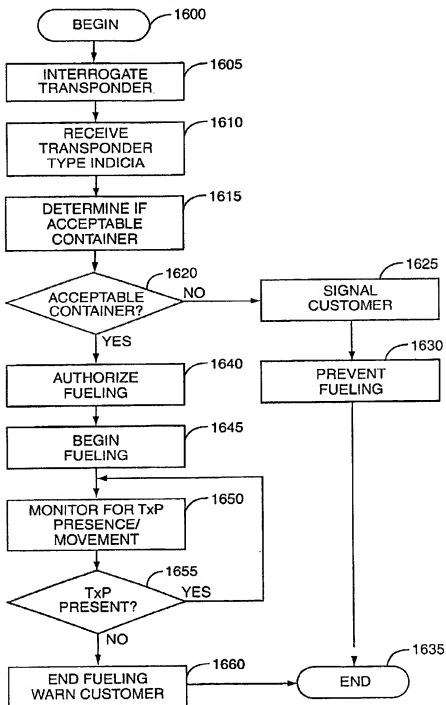 BEGIN
1600
INTERROGATE
TRANSPONDER
1605
RECEIVE
TRANSPONDER
TYPE INDICIA
1610
DETERMINE IF
ACCEPTABLE
CONTAINER
1615
ACCEPTABLE
CONTAINER?
1620
NO
YES
SIGNAL
CUSTOMER
1625
PREVENT
FUELING
1630
AUTHORIZE
FUELING
1640
BEGIN
FUELING
1645
MONITOR FOR TxP
PRESENCE/
MOVEMENT
1650
TxP
PRESENT?
1655
YES
NO
END FUELING
WARN CUSTOMER
1660
END
1635